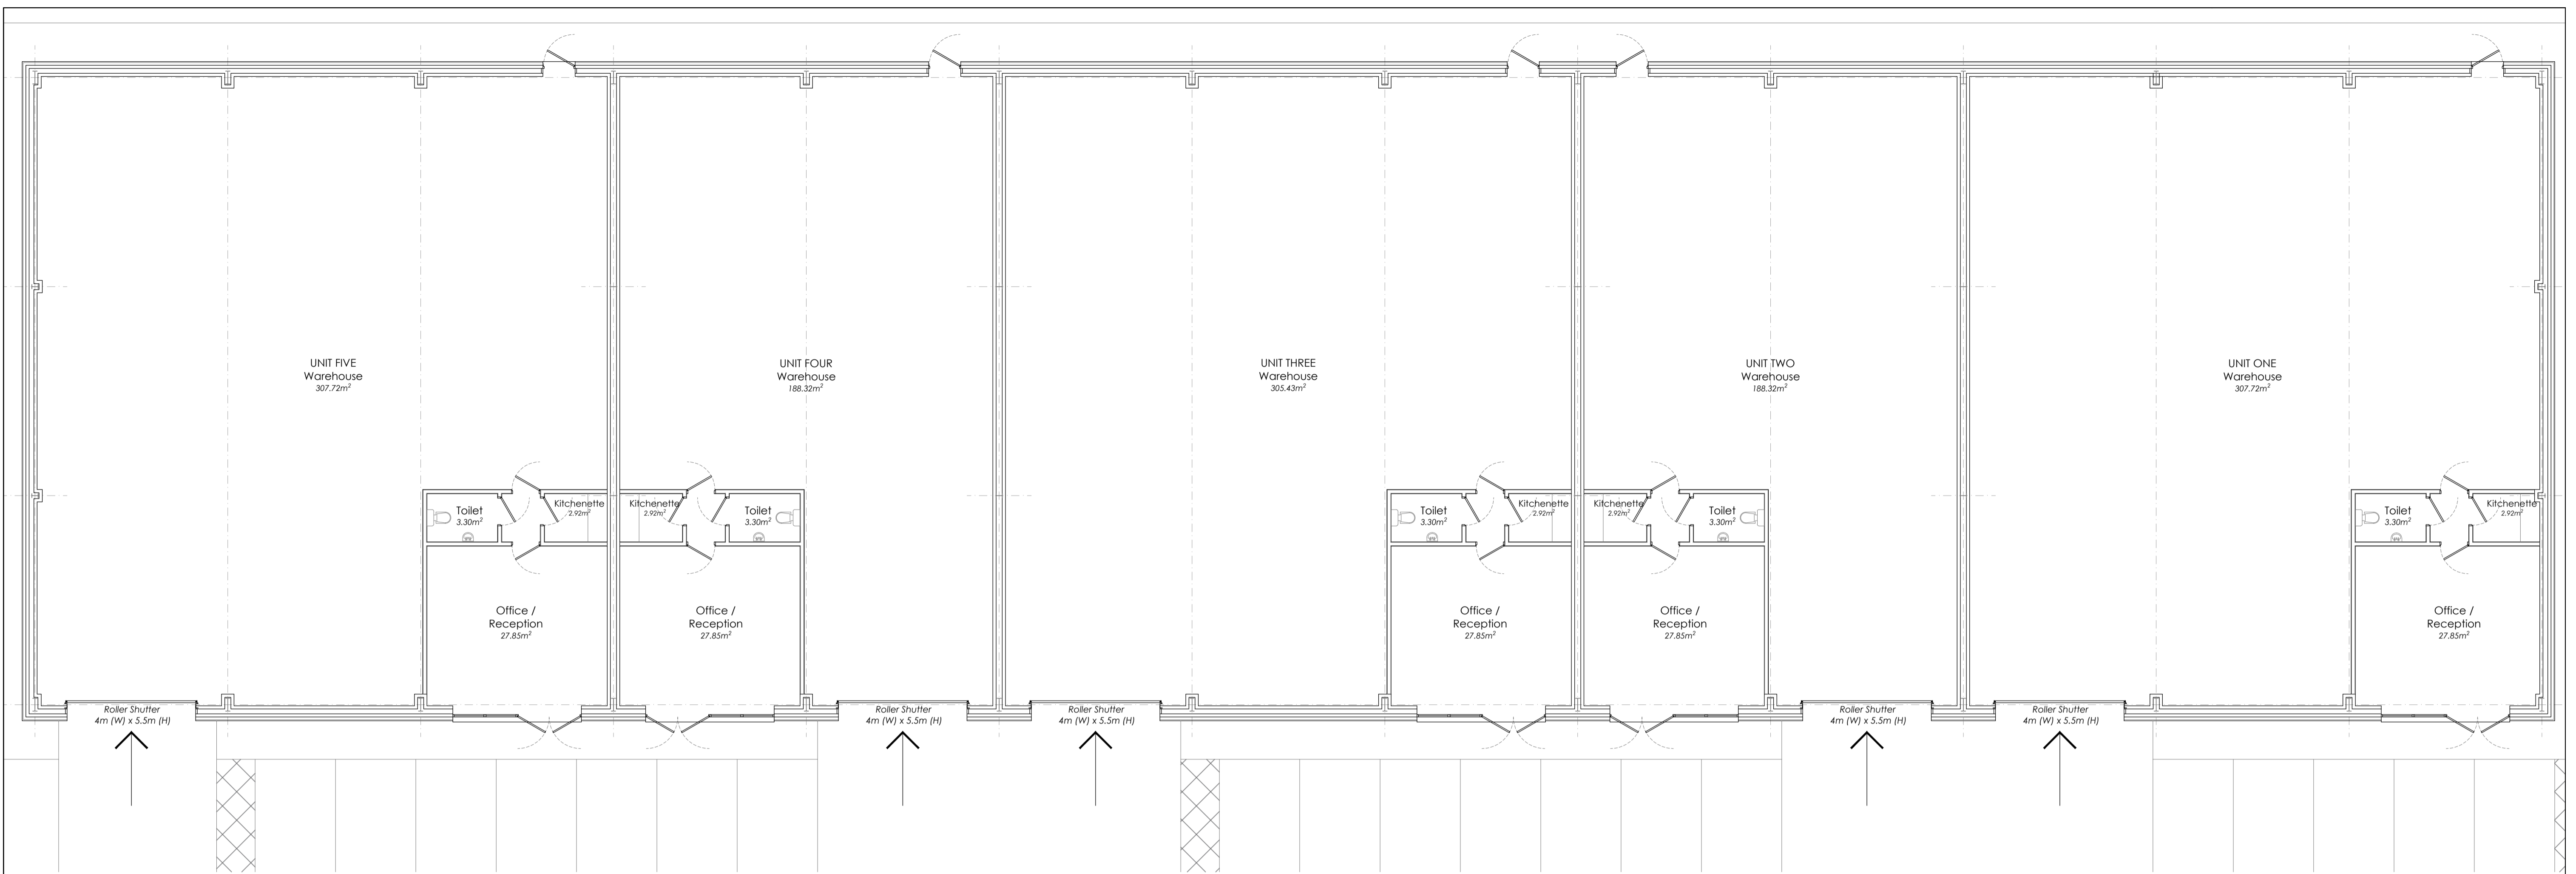 UNIT FIVE
Warehouse
307.72m²
UNIT FOUR
Warehouse
188.32m²
UNIT THREE
Warehouse
305.43m²
UNIT TWO
Warehouse
188.32m²
UNIT ONE
Warehouse
307.72m²
Toilet
3.30m²
Kitchenette
2.92m²
Kitchenette
2.92m²
Toilet
3.30m²
Toilet
3.30m²
Kitchenette
2.92m²
Kitchenette
2.92m²
Toilet
3.30m²
Toilet
3.30m²
Kitchenette
2.92m²
Office /
Reception
27.85m²
Office /
Reception
27.85m²
Office /
Reception
27.85m²
Office /
Reception
27.85m²
Office /
Reception
27.85m²
Roller Shutter
4m (W) x 5.5m (H)
Roller Shutter
4m (W) x 5.5m (H)
Roller Shutter
4m (W) x 5.5m (H)
Roller Shutter
4m (W) x 5.5m (H)
Roller Shutter
4m (W) x 5.5m (H)